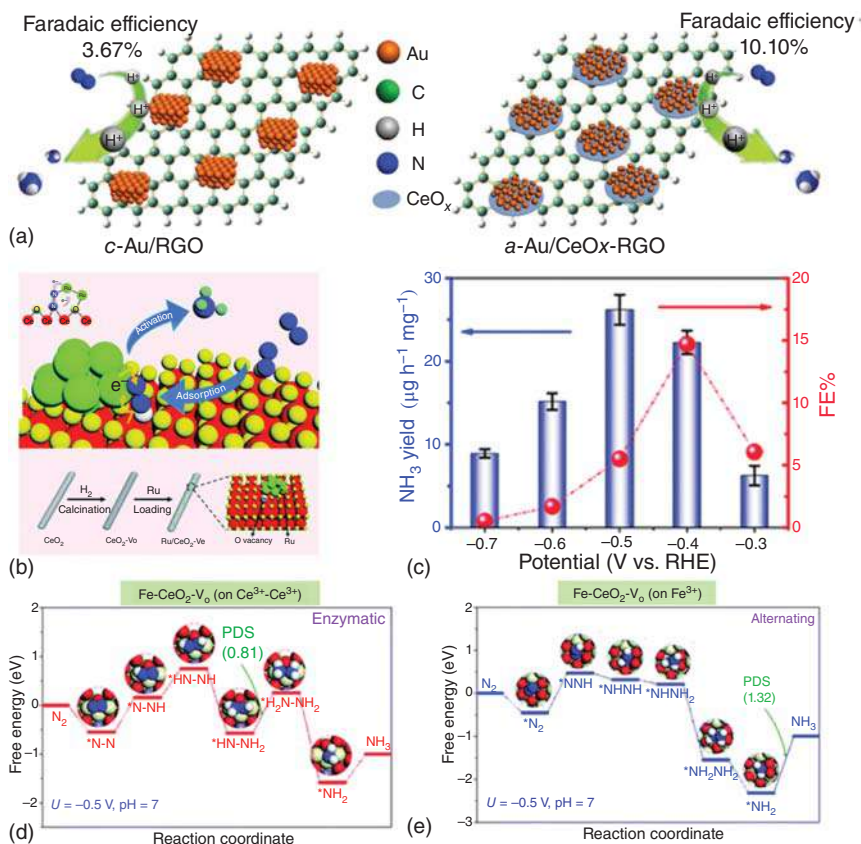 Faradaic efficiency
3.67%
H⁺
H⁺
H⁺
Au
C
H
N
CeOₓ
Faradaic efficiency
10.10%
H⁺
H⁺
H⁺
(a)
c-Au/RGO
a-Au/CeOx-RGO
Activation
e⁻
Adsorption
H₂
Calcination
Ru
Loading
CeO₂
CeO₂-Vo
Ru/CeO₂-Ve
O vacancy
Ru
(b)
30
20
10
0
NH₃ yield (μg h⁻¹ mg⁻¹)
20
15
10
5
0
FE%
−0.7
−0.6
−0.5
−0.4
−0.3
Potential (V vs. RHE)
(c)
Fe-CeO₂-Vₒ (on Ce³⁺-Ce³⁺)
Enzymatic
2
1
0
−1
−2
Free energy (eV)
N₂
*N-N
*N-NH
*HN-NH
*HN-NH₂
PDS
(0.81)
*H₂N-NH₂
*NH₂
NH₃
U = −0.5 V, pH = 7
Reaction coordinate
(d)
Fe-CeO₂-Vₒ (on Fe³⁺)
Alternating
2
1
0
−1
−2
−3
Free energy (eV)
N₂
*N₂
*NNH
*NHNH
*NHNH₂
*NH₂NH₂
*NH₂
PDS
(1.32)
NH₃
U = −0.5 V, pH = 7
Reaction coordinate
(e)